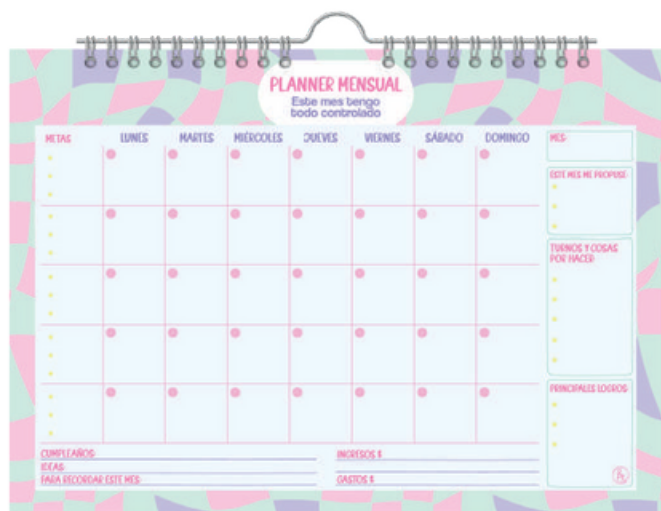 PLANNER MENSUAL
Este mes tengo
todo controlado
METAS LUNES MARTES MIÉRCOLES JUEVES VIERNES SÁBADO DOMINGO
MES:
ESTE MES ME PROPUSE:
TURNOS Y COSAS
POR HACER
PRINCIPALES LOGROS:
CUMPLEAÑOS:
IDEAS:
PARA RECORDAR ESTE MES:
INGRESOS $
GASTOS $